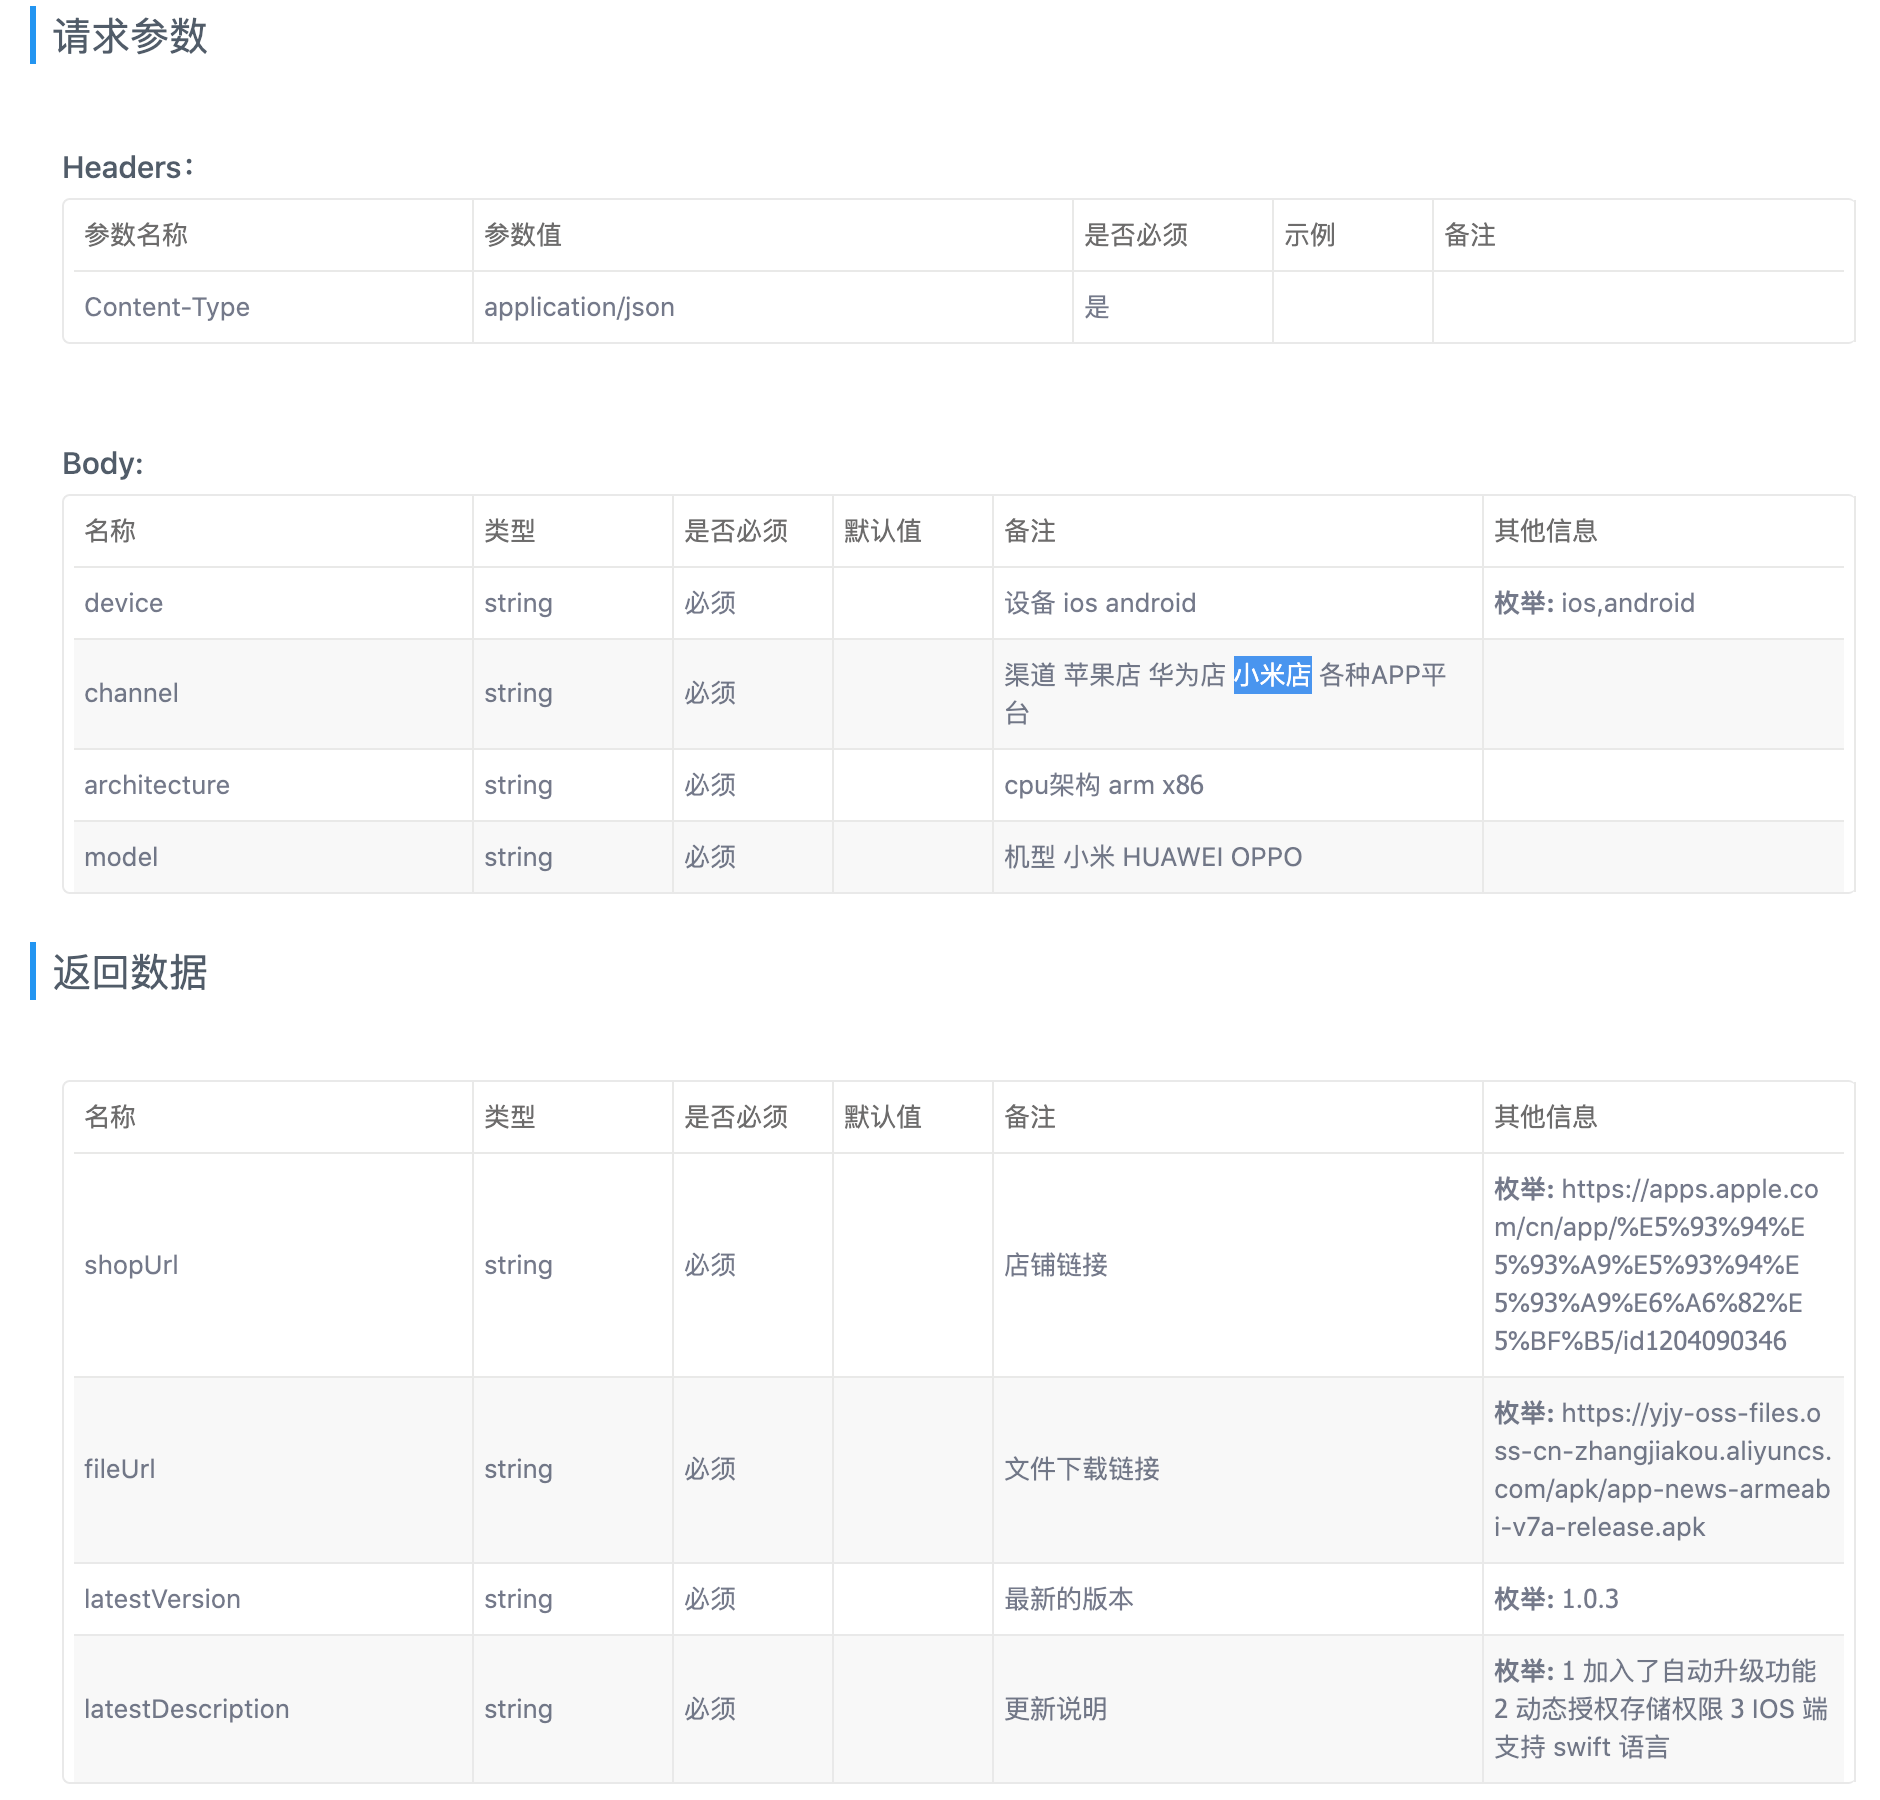 请求参数
Headers：
参数名称 参数值 是否必须 示例 备注
Content-Type application/json 是
Body:
名称 类型 是否必须 默认值 备注 其他信息
device string 必须 设备 ios android 枚举: ios,android
channel string 必须 渠道 苹果店 华为店 小米店 各种APP平
台
architecture string 必须 cpu架构 arm x86
model string 必须 机型 小米 HUAWEI OPPO
返回数据
名称 类型 是否必须 默认值 备注 其他信息
shopUrl string 必须 店铺链接 枚举: https://apps.apple.co
m/cn/app/%E5%93%94%E
5%93%A9%E5%93%94%E
5%93%A9%E6%A6%82%E
5%BF%B5/id1204090346
fileUrl string 必须 文件下载链接 枚举: https://yjy-oss-files.o
ss-cn-zhangjiakou.aliyuncs.
com/apk/app-news-armeab
i-v7a-release.apk
latestVersion string 必须 最新的版本 枚举: 1.0.3
latestDescription string 必须 更新说明 枚举: 1 加入了自动升级功能
2 动态授权存储权限 3 IOS 端
支持 swift 语言